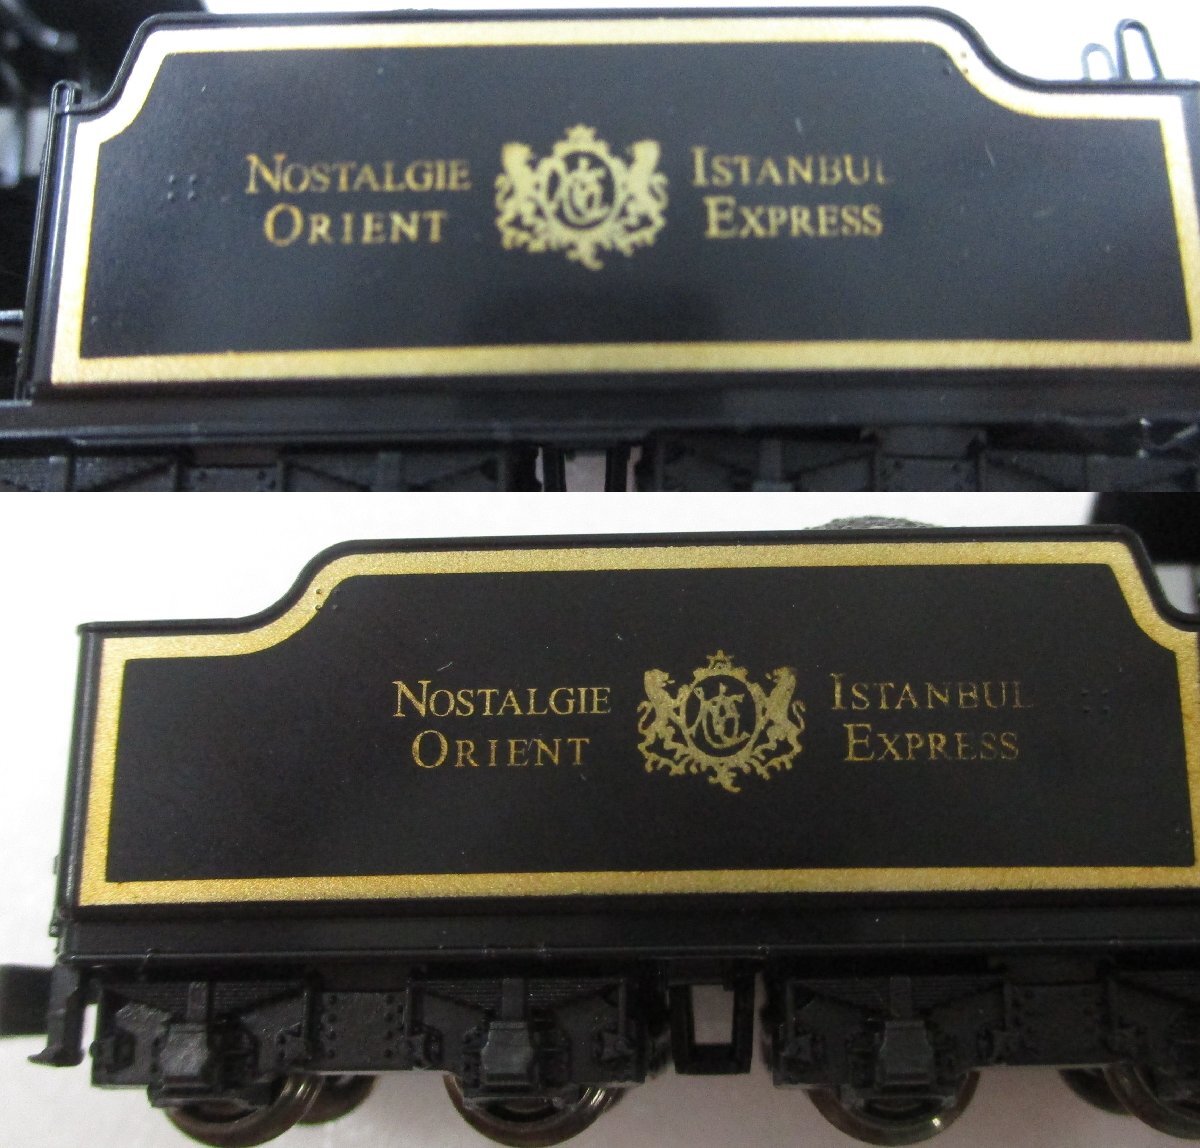 NOSTALGIE
ORIENT
ISTANBUL
EXPRESS
NOSTALGIE
ORIENT
ISTANBUL
EXPRESS